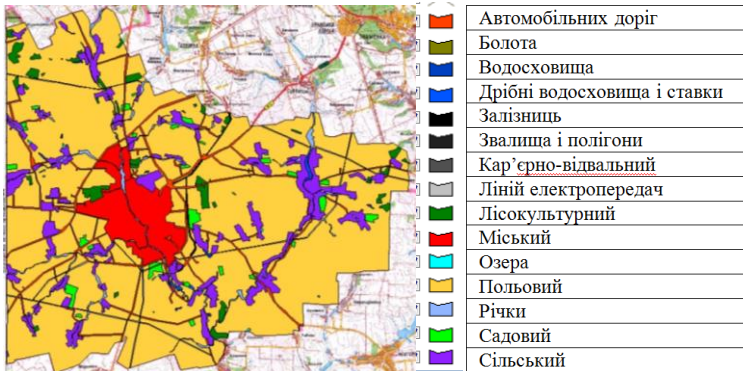 Автомобільних доріг
Болота
Водосховища
Дрібні водосховища і ставки
Залізниць
Звалища і полігони
Кар’єрно-відвальний
Ліній електропередач
Лісокультурний
Міський
Озера
Польовий
Річки
Садовий
Сільський